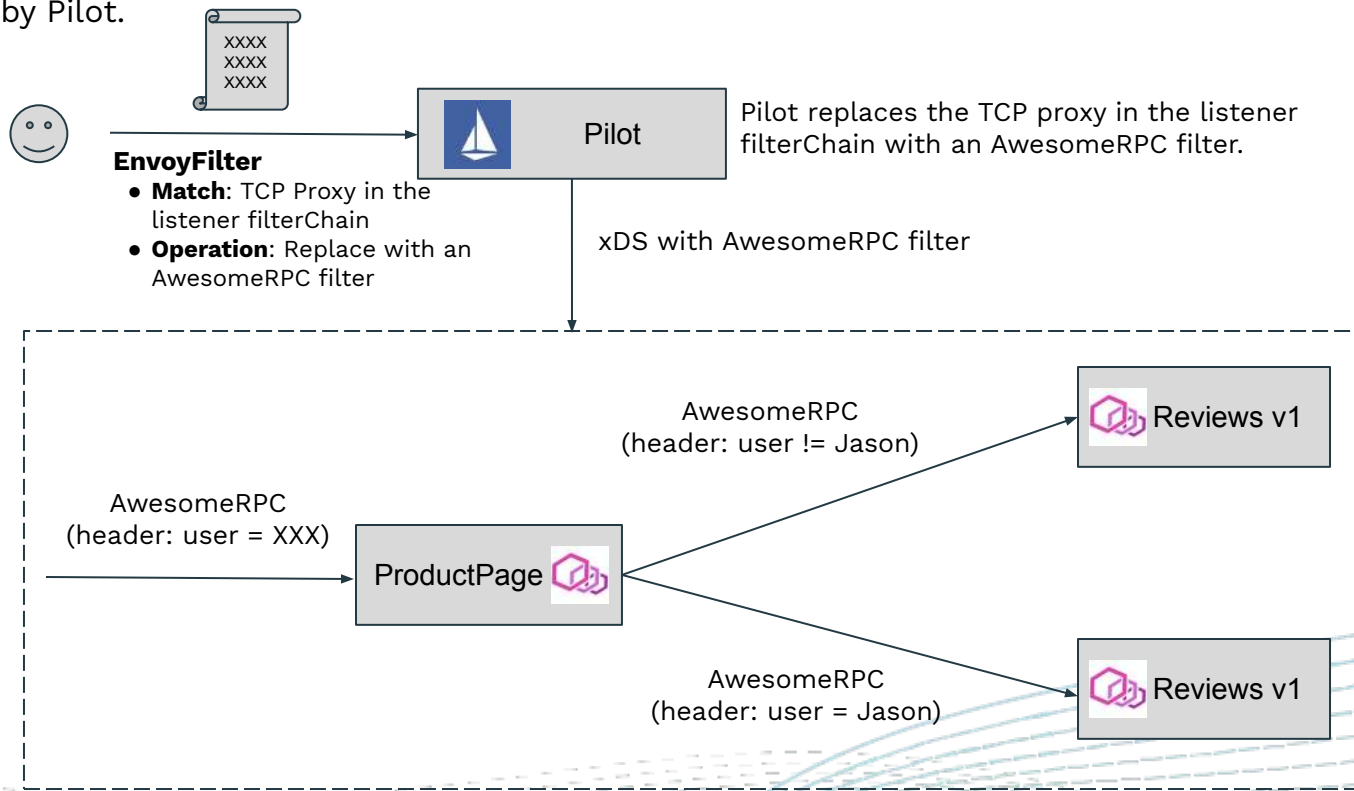 by Pilot.
XXXX
XXXX
XXXX
Pilot
Pilot replaces the TCP proxy in the listener
filterChain with an AwesomeRPC filter.
EnvoyFilter
● Match: TCP Proxy in the
listener filterChain
● Operation: Replace with an
AwesomeRPC filter
xDS with AwesomeRPC filter
AwesomeRPC
(header: user != Jason)
Reviews v1
AwesomeRPC
(header: user = XXX)
ProductPage
AwesomeRPC
(header: user = Jason)
Reviews v1